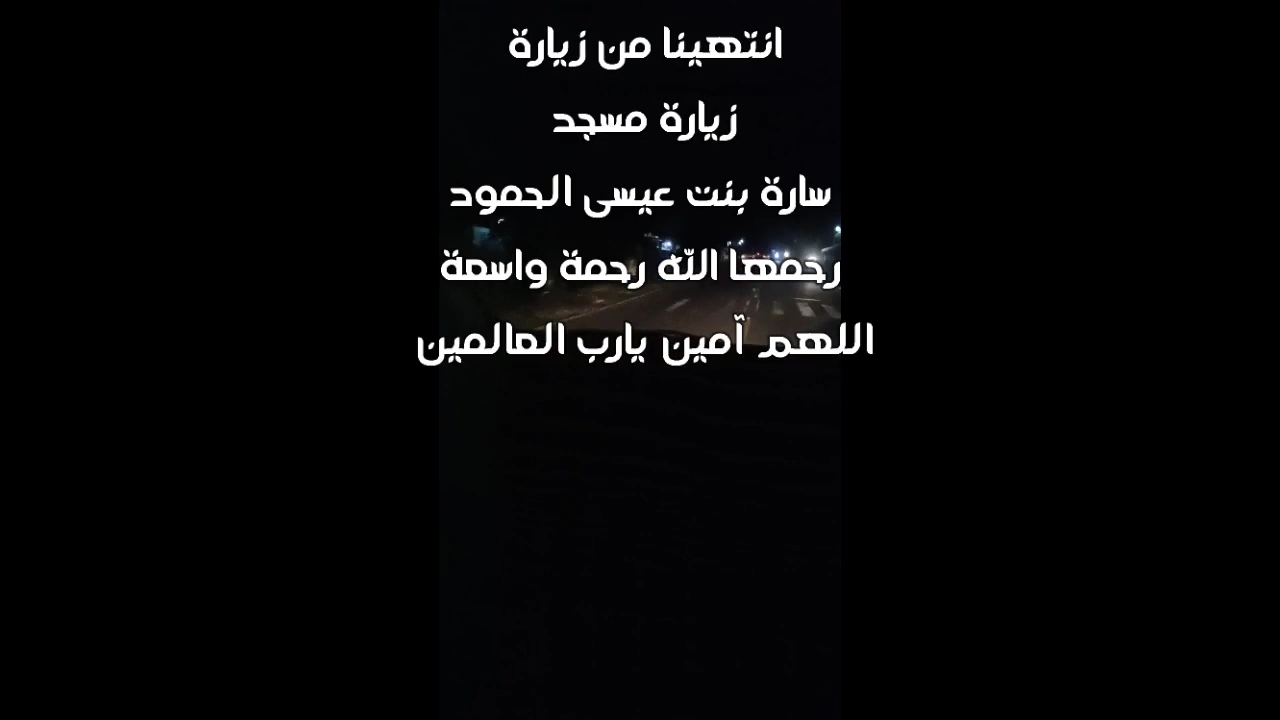 انتهينا من زيارة
زيارة مسجد
سارة بنت عيسى الحمود
رحمها الله رحمة واسعة
اللهم آمين يارب العالمين